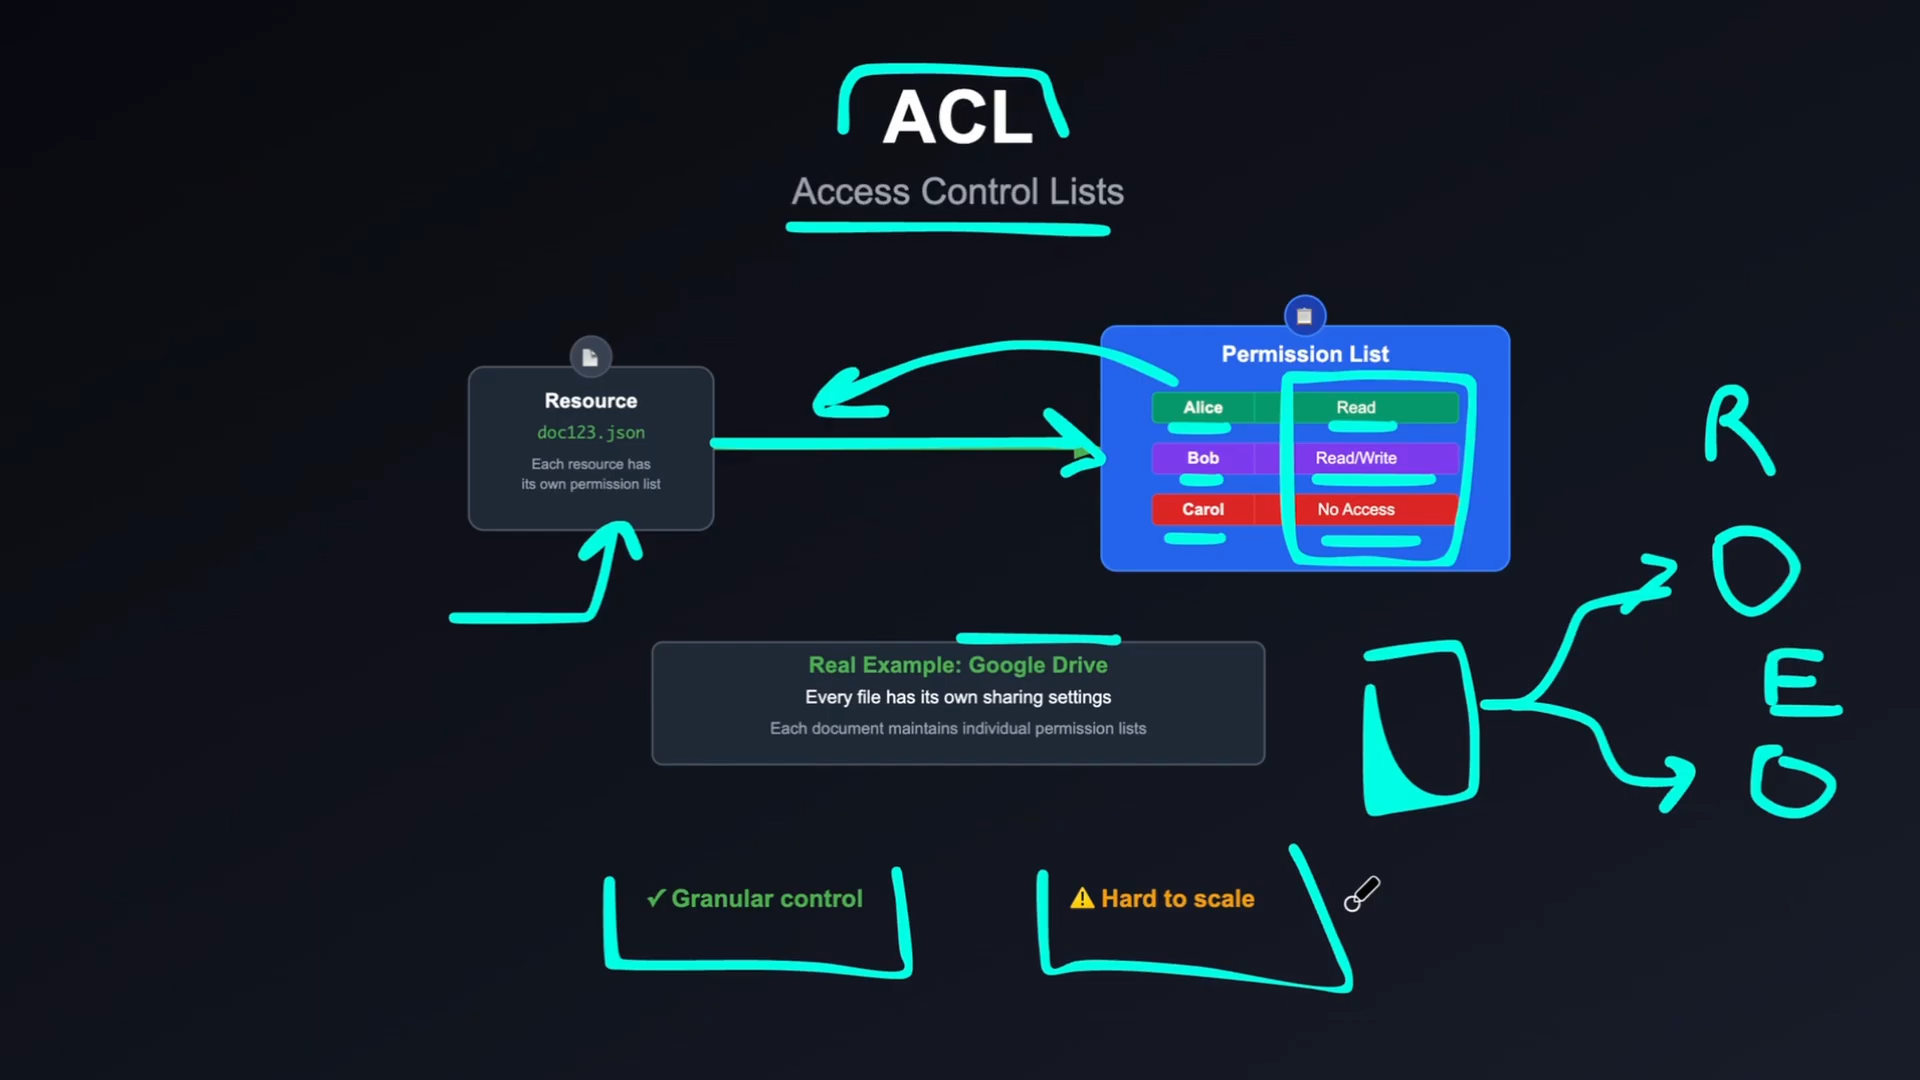 ACL
Access Control Lists
Resource
doc123.json
Each resource has
its own permission list
Permission List
Alice Read
Bob Read/Write
Carol No Access
R
O
E
O
Real Example: Google Drive
Every file has its own sharing settings
Each document maintains individual permission lists
✓ Granular control
⚠ Hard to scale